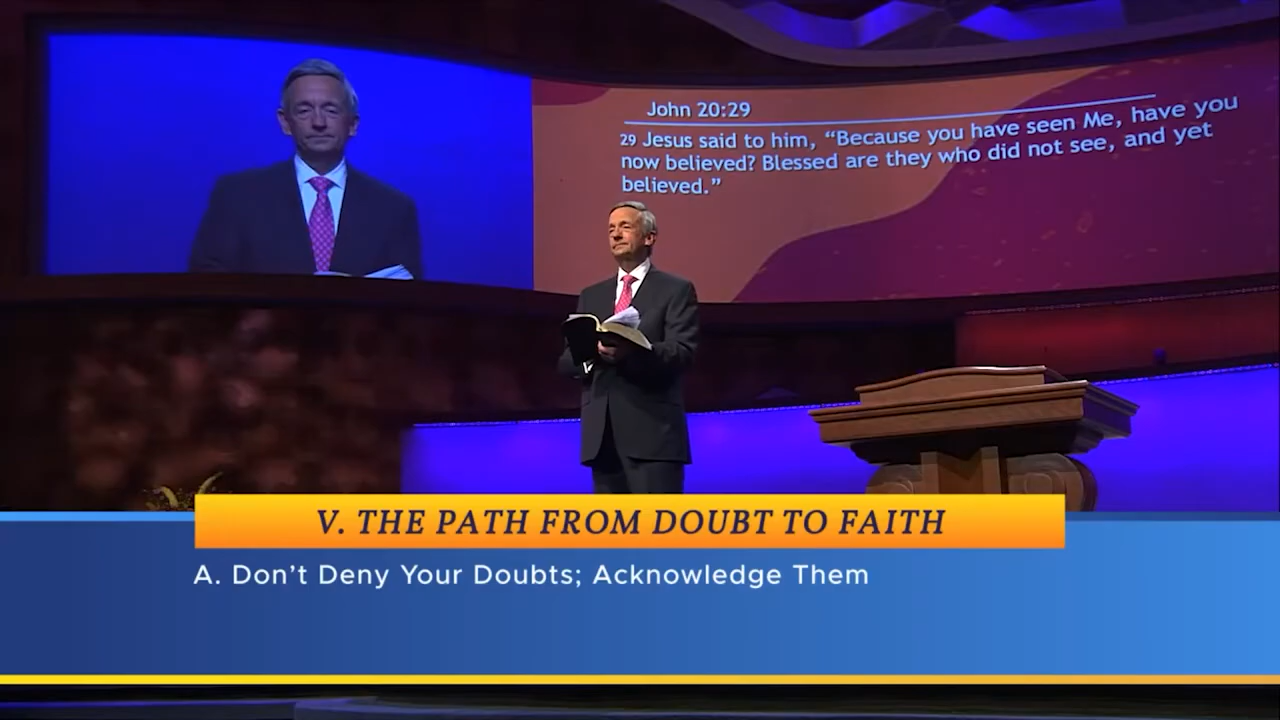 John 20:29
29 Jesus said to him, “Because you have seen Me, have you
now believed? Blessed are they who did not see, and yet
believed.”
V. THE PATH FROM DOUBT TO FAITH
A. Don’t Deny Your Doubts; Acknowledge Them